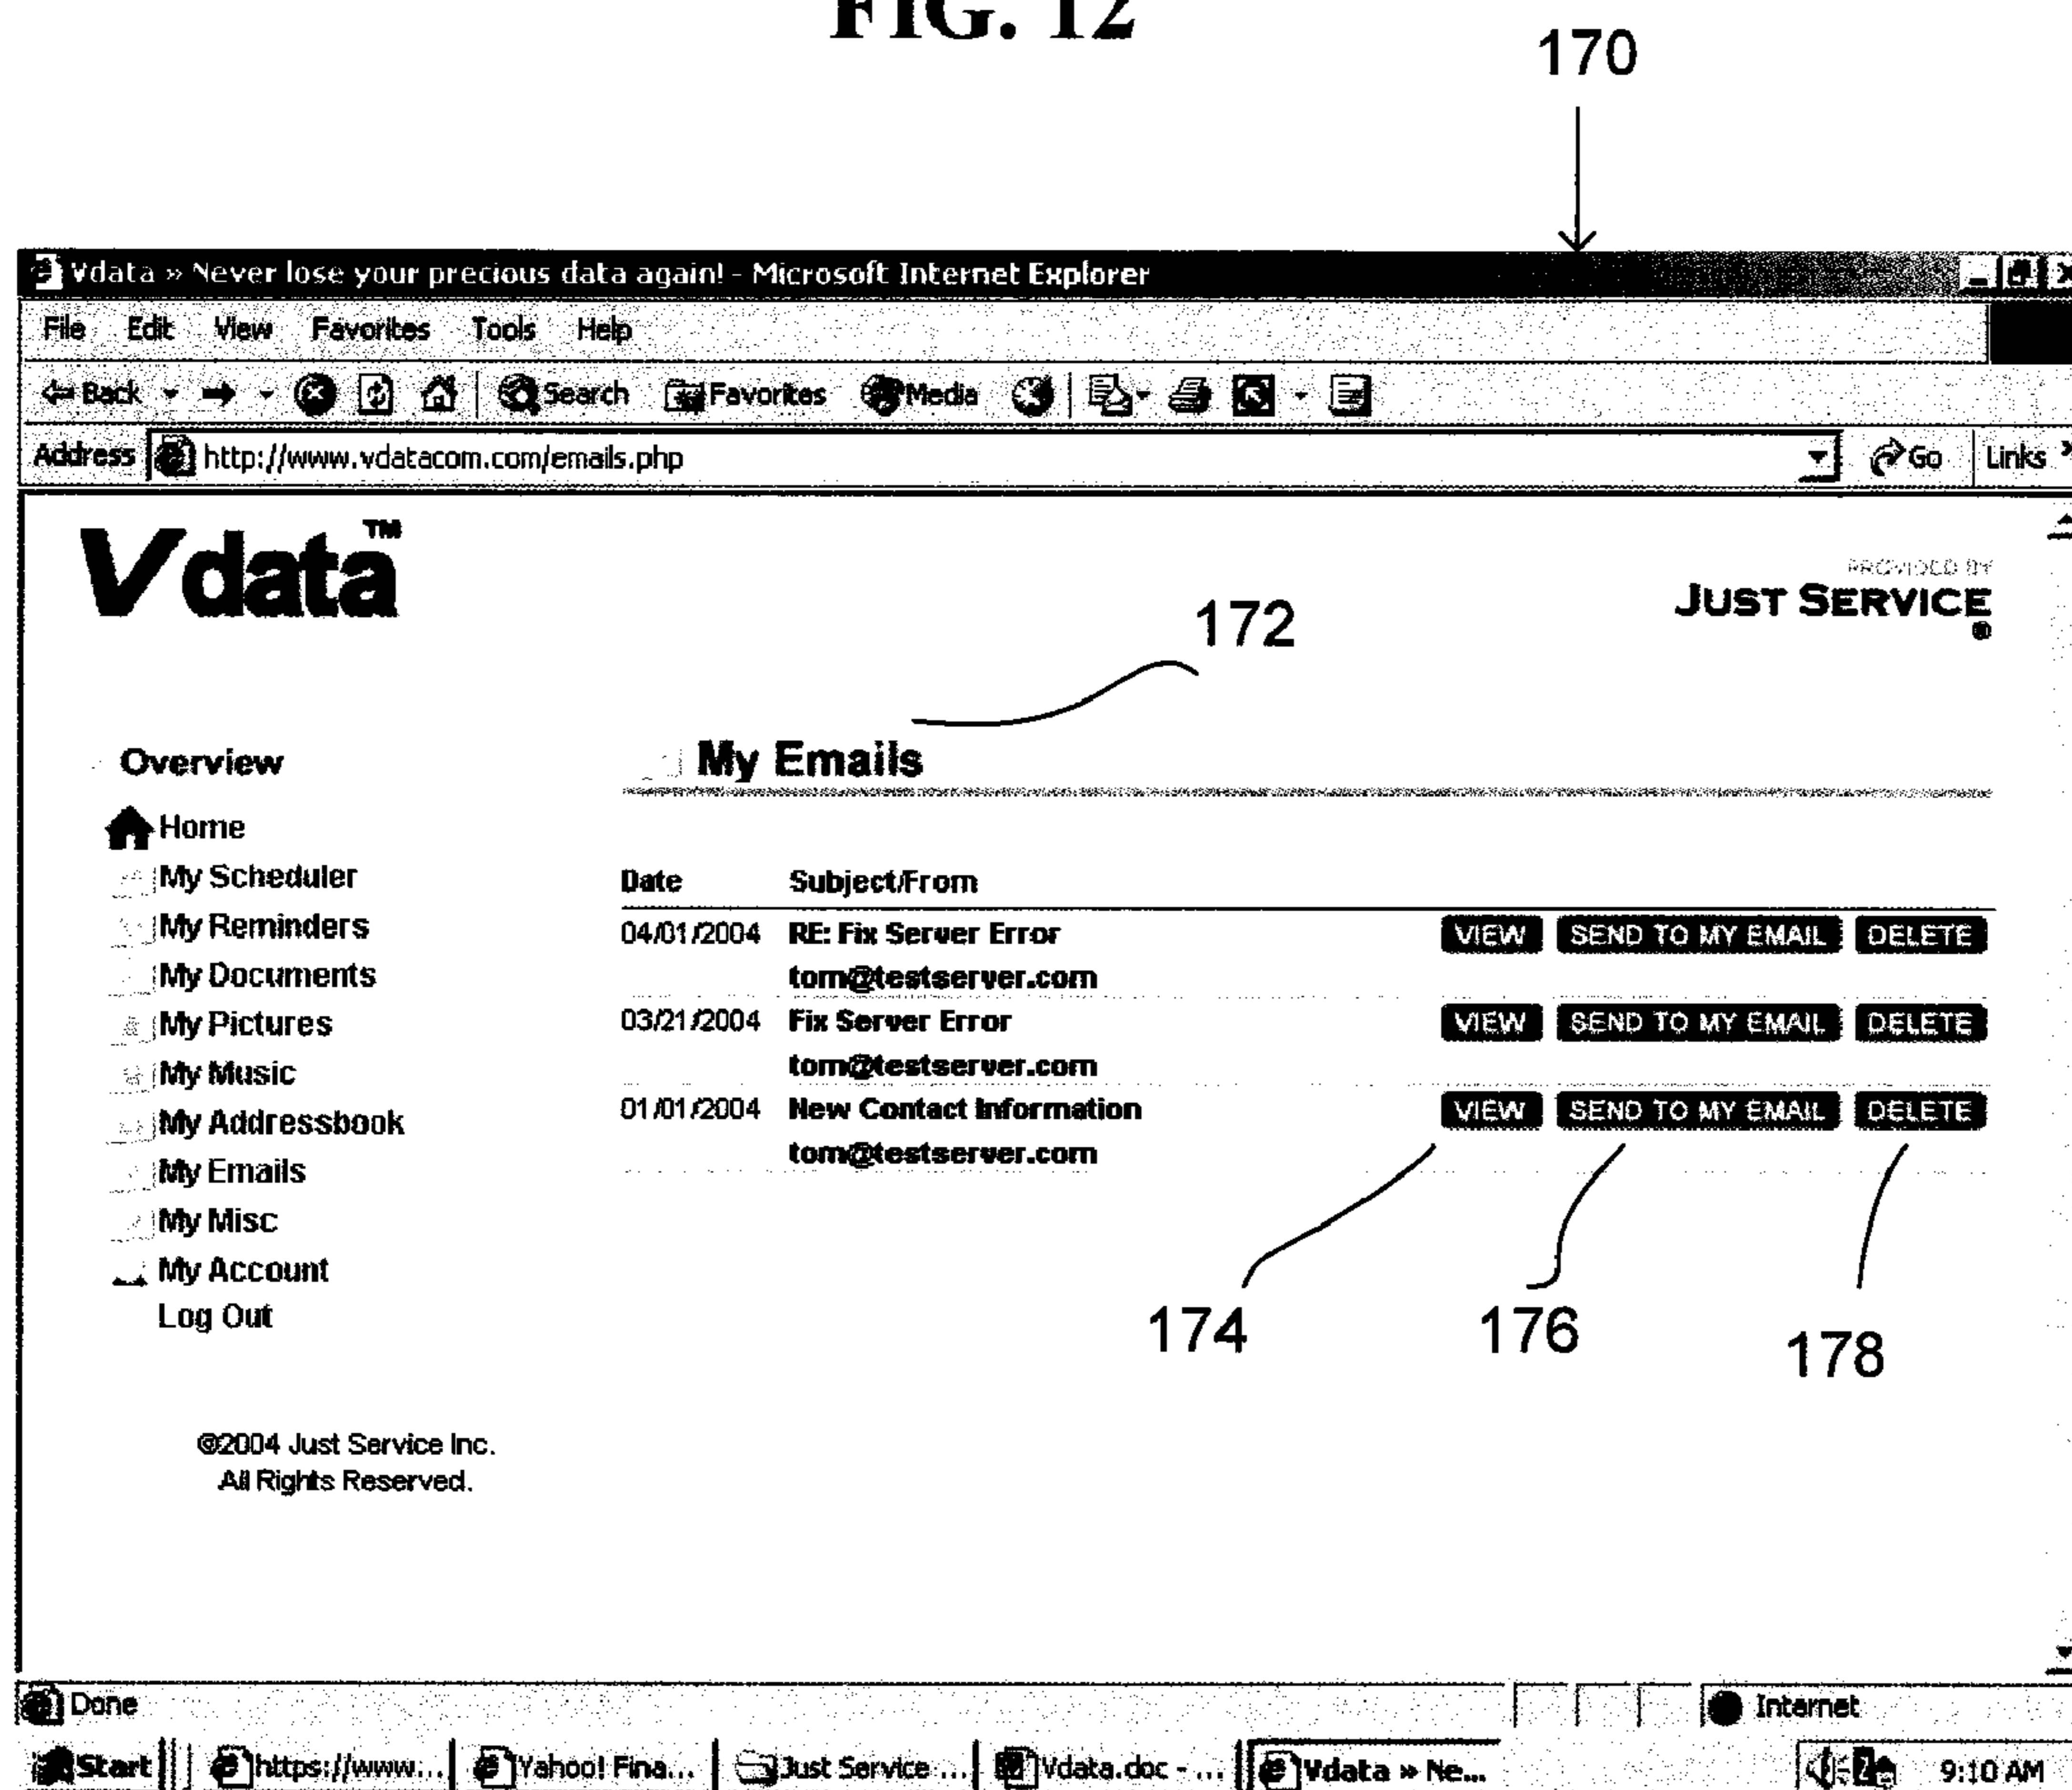 FIG. 12
170
Vdata » Never lose your precious data again! - Microsoft Internet Explorer
File Edit View Favorites Tools Help
Back Search Favorites Media
Address http://www.vdatacom.com/emails.php Go Links »
Vdata™
PROVIDED BY
JUST SERVICE
®
172
Overview
My Emails
Home
My Scheduler
My Reminders
My Documents
My Pictures
My Music
My Addressbook
My Emails
My Misc
My Account
Log Out
Date Subject/From
04/01/2004 RE: Fix Server Error VIEW SEND TO MY EMAIL DELETE
tom@testserver.com
03/21/2004 Fix Server Error VIEW SEND TO MY EMAIL DELETE
tom@testserver.com
01/01/2004 New Contact Information VIEW SEND TO MY EMAIL DELETE
tom@testserver.com
174 176 178
©2004 Just Service Inc.
All Rights Reserved.
Done Internet
Start https://www... Yahoo! Fina... Just Service ... Vdata.doc - ... Vdata » Ne... 9:10 AM